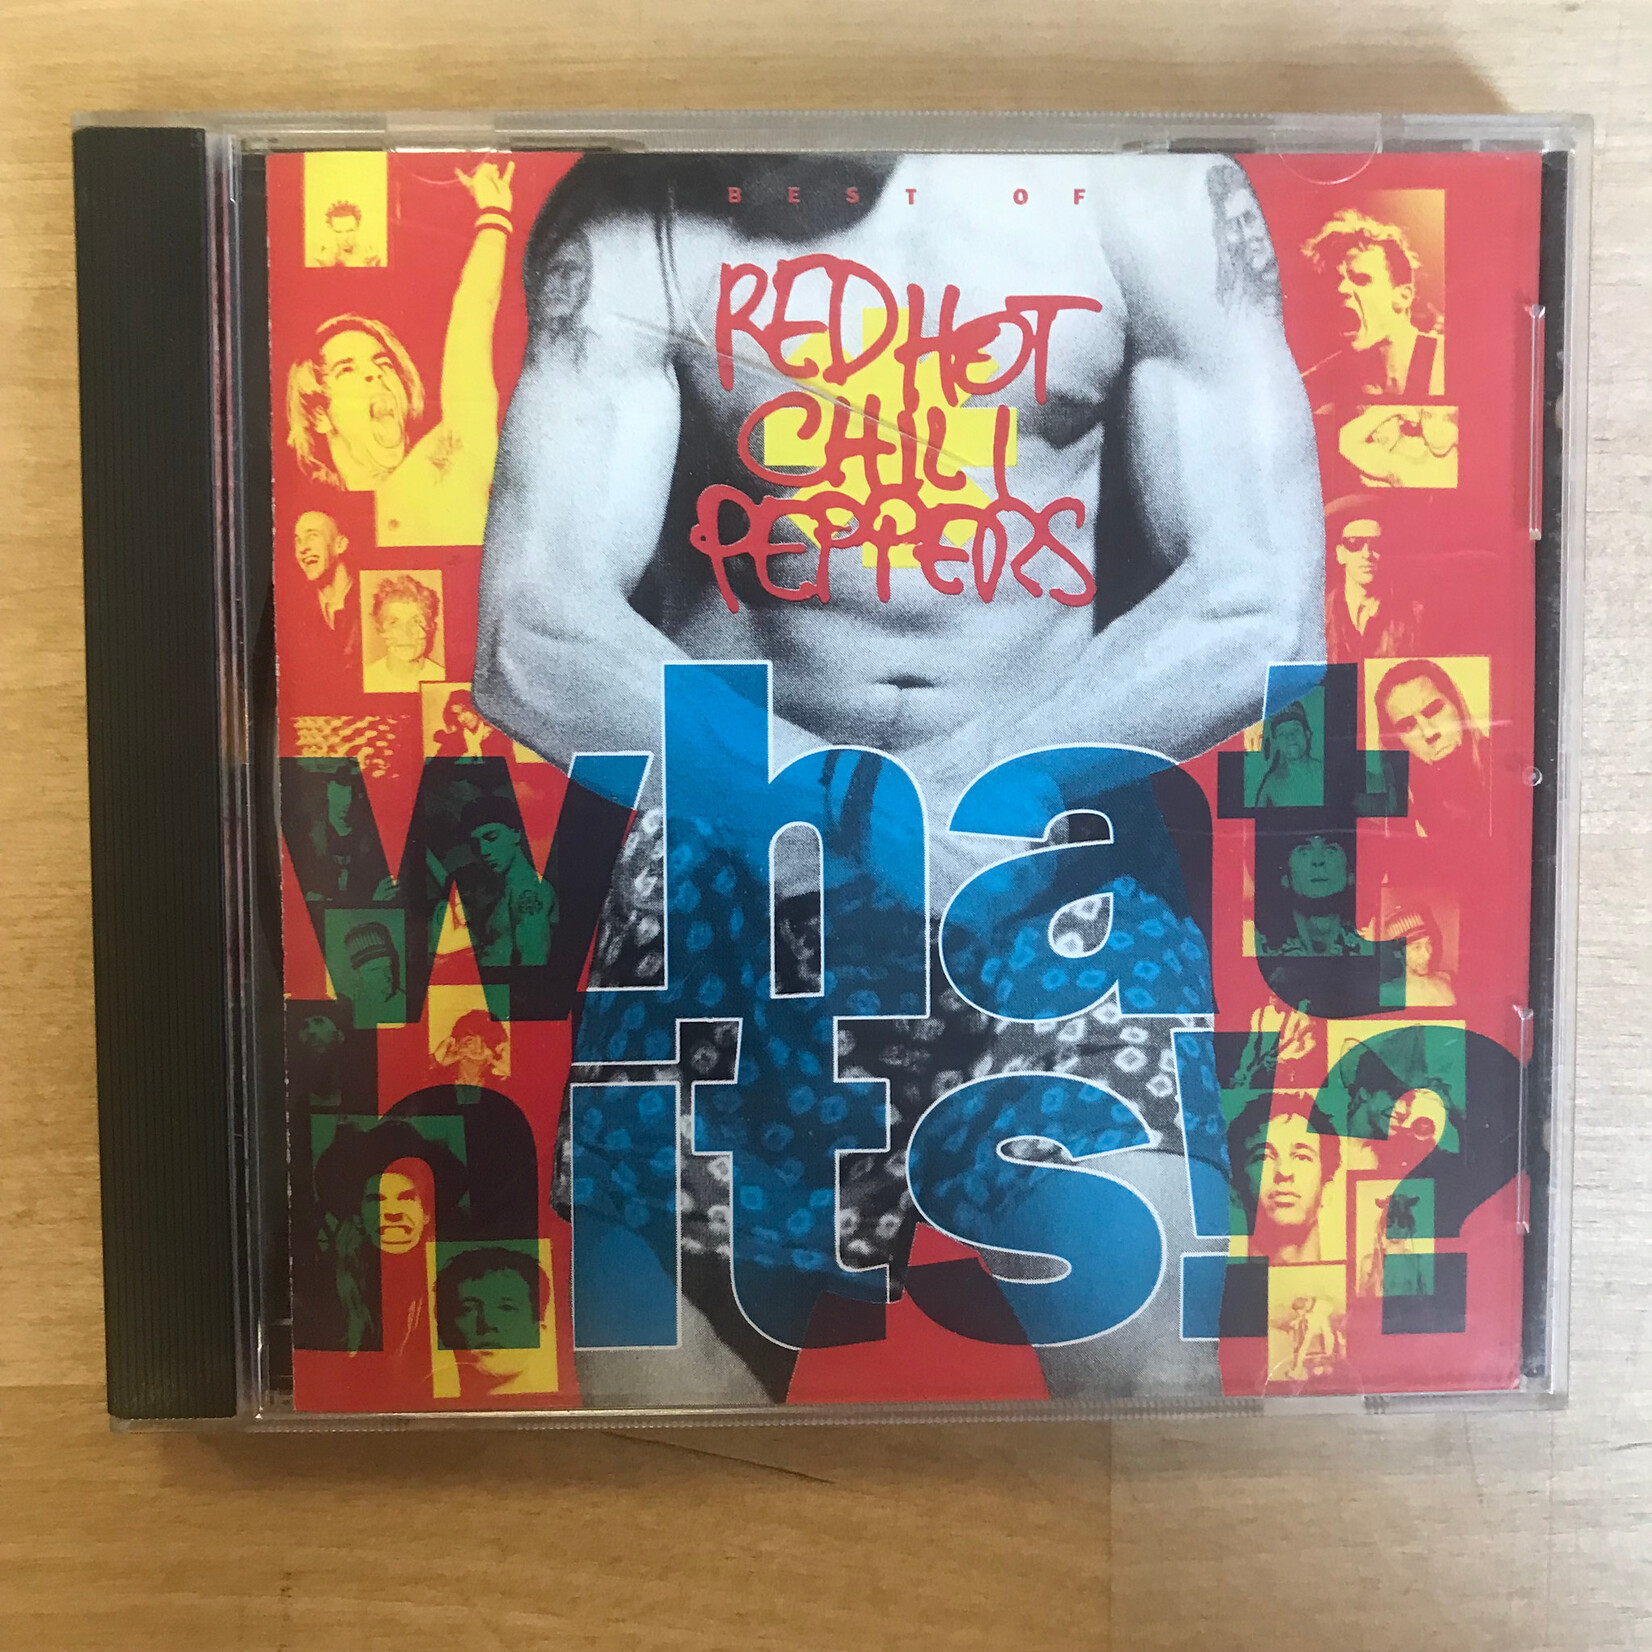 BEST OF
RED HOT
CHILI
PEPPERS
what
hits!?